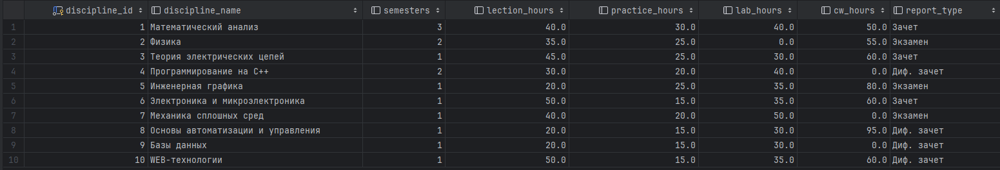 discipline_id discipline_name semesters lection_hours practice_hours lab_hours cw_hours report_type
1 1 Математический анализ 3 40.0 30.0 40.0 50.0 Зачет
2 2 Физика 2 35.0 25.0 0.0 55.0 Экзамен
3 3 Теория электрических цепей 1 45.0 25.0 30.0 60.0 Зачет
4 4 Программирование на C++ 2 30.0 20.0 40.0 0.0 Диф. зачет
5 5 Инженерная графика 1 20.0 25.0 35.0 80.0 Экзамен
6 6 Электроника и микроэлектроника 1 50.0 15.0 35.0 60.0 Зачет
7 7 Механика сплошных сред 1 40.0 20.0 50.0 0.0 Экзамен
8 8 Основы автоматизации и управления 1 20.0 15.0 30.0 95.0 Диф. зачет
9 9 Базы данных 1 20.0 15.0 30.0 0.0 Диф. зачет
10 10 WEB-технологии 1 50.0 15.0 35.0 60.0 Диф. зачет